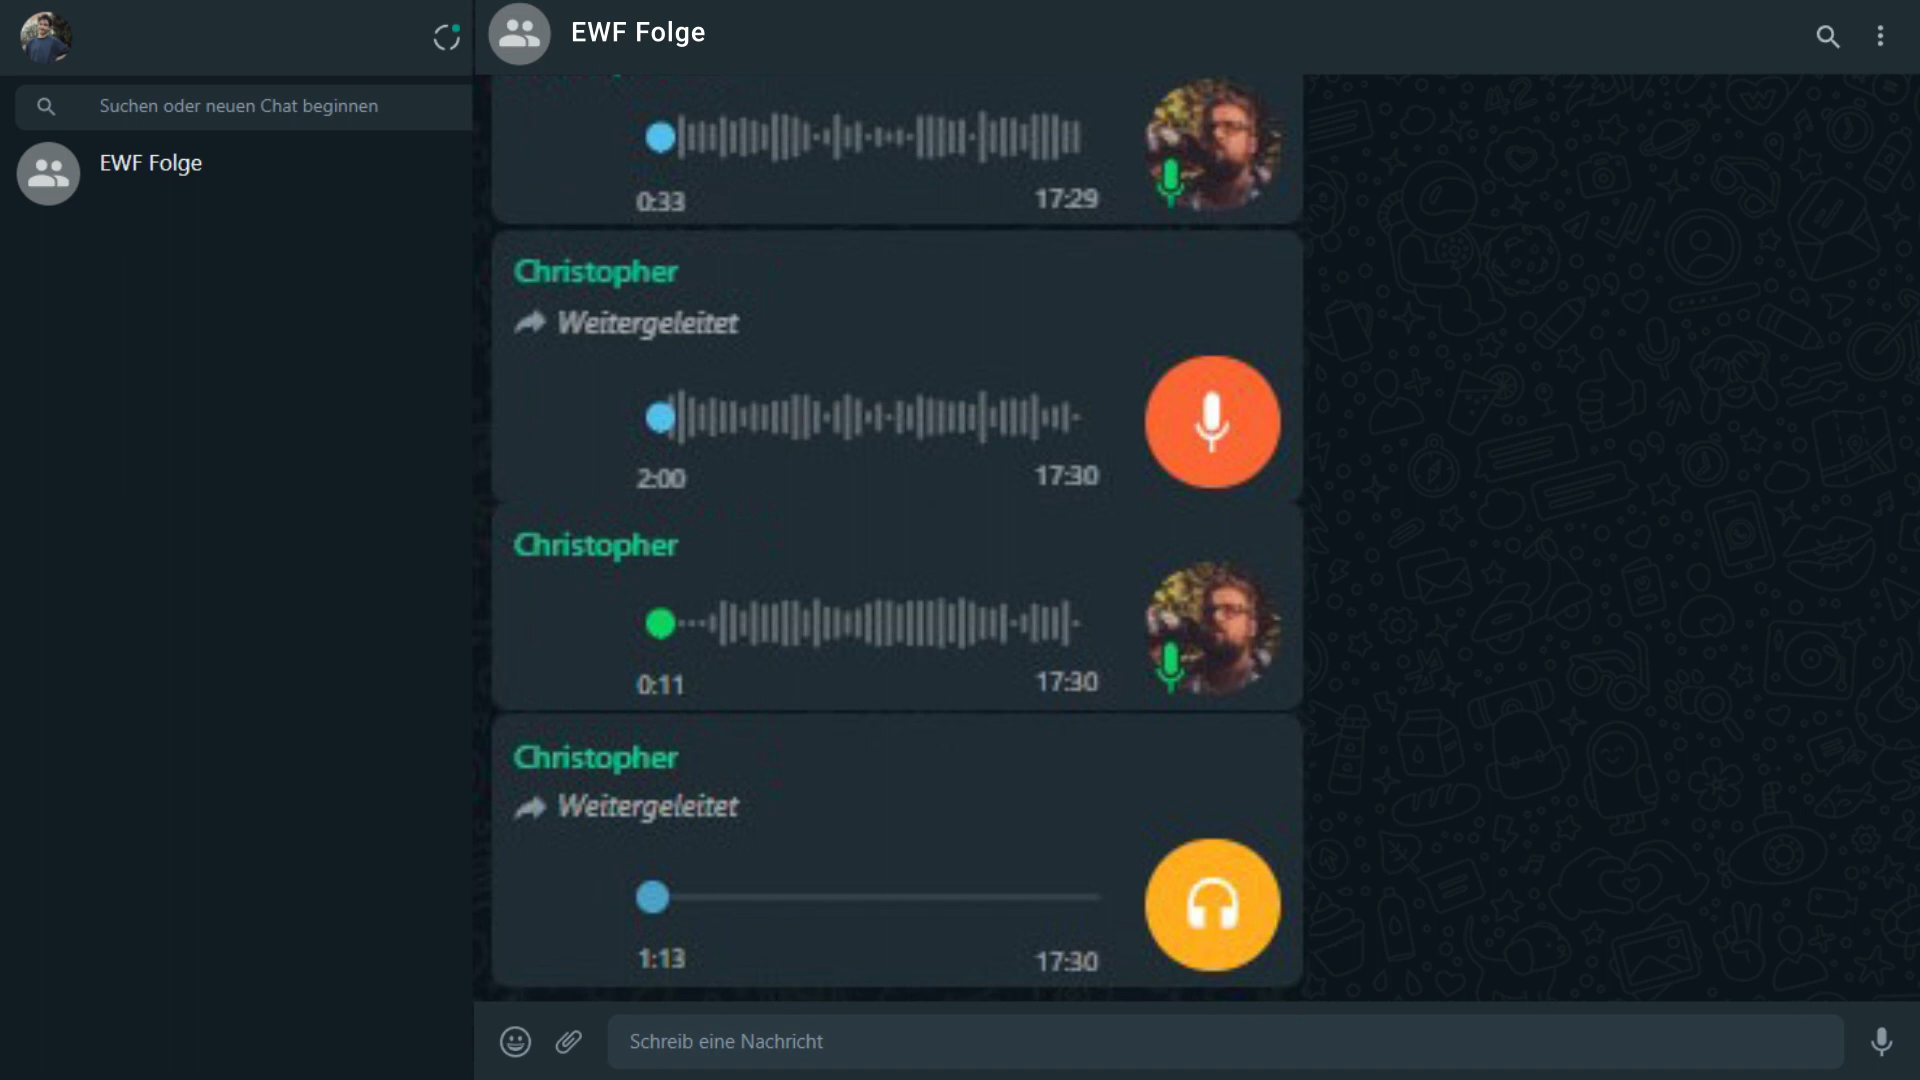 EWF Folge
Suchen oder neuen Chat beginnen
EWF Folge
0:33
17:29
Christopher
Weitergeleitet
2:00
17:30
Christopher
0:11
17:30
Christopher
Weitergeleitet
1:13
17:30
Schreib eine Nachricht